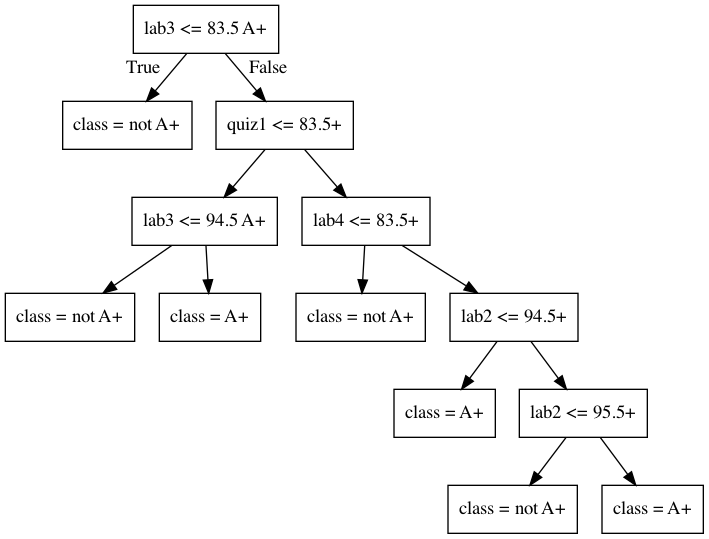 lab3 <= 83.5 A+
True
False
class = not A+
quiz1 <= 83.5+
lab3 <= 94.5 A+
lab4 <= 83.5+
class = not A+
class = A+
class = not A+
lab2 <= 94.5+
class = A+
lab2 <= 95.5+
class = not A+
class = A+